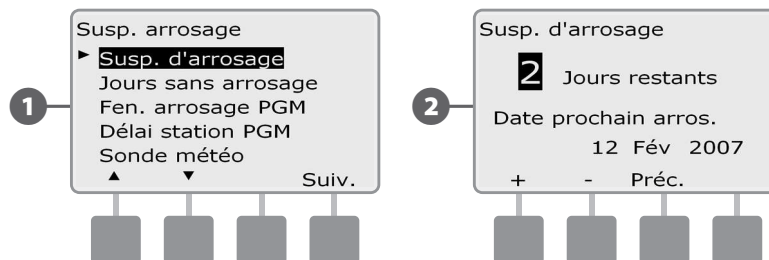 1
Susp. arrosage
► Susp. d'arrosage
Jours sans arrosage
Fen. arrosage PGM
Délai station PGM
Sonde météo
▲ ▼ Suiv.
2
Susp. d'arrosage
2 Jours restants
Date prochain arros.
12 Fév 2007
+ - Préc.